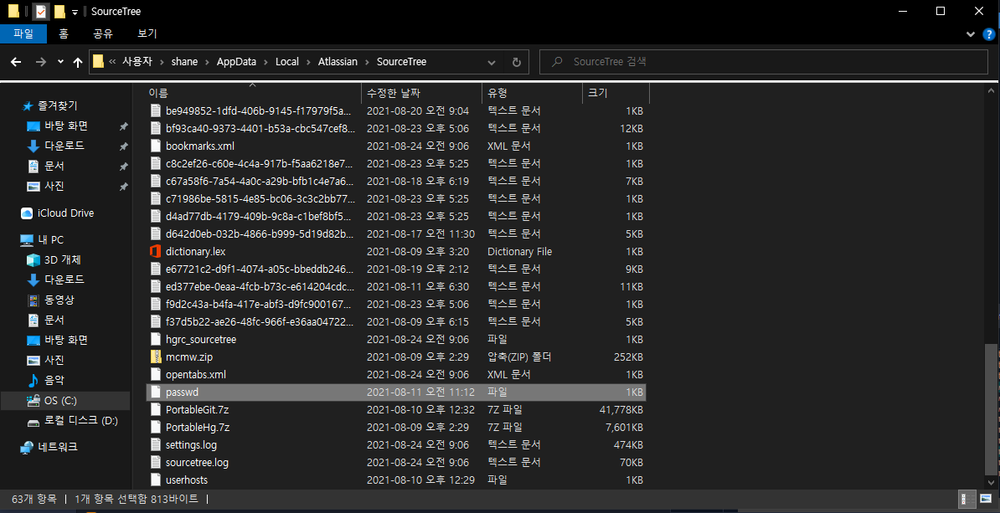 SourceTree
파일 홈 공유 보기
« 사용자 › shane › AppData › Local › Atlassian › SourceTree
SourceTree 검색
즐겨찾기
바탕 화면
다운로드
문서
사진
iCloud Drive
내 PC
3D 개체
다운로드
동영상
문서
바탕 화면
사진
음악
OS (C:)
로컬 디스크 (D:)
네트워크
이름 수정한 날짜 유형 크기
be949852-1dfd-406b-9145-f17979f5a... 2021-08-20 오전 9:04 텍스트 문서 1KB
bf93ca40-9373-4401-b53a-cbc547cef8... 2021-08-23 오후 5:06 텍스트 문서 12KB
bookmarks.xml 2021-08-24 오전 9:06 XML 문서 1KB
c8c2ef26-c60e-4c4a-917b-f5aa6218e7... 2021-08-23 오후 5:25 텍스트 문서 1KB
c67a58f6-7a54-4a0c-a29b-bfb1c4e7a6... 2021-08-18 오후 6:19 텍스트 문서 7KB
c71986be-5815-4e85-bc06-3c3c2bb77... 2021-08-23 오후 5:25 텍스트 문서 1KB
d4ad77db-4179-409b-9c8a-c1bef8bf5... 2021-08-23 오후 5:25 텍스트 문서 1KB
d642d0eb-032b-4866-b999-5d19d82b... 2021-08-17 오전 11:30 텍스트 문서 5KB
dictionary.lex 2021-08-09 오후 3:20 Dictionary File 1KB
e67721c2-d9f1-4074-a05c-bbeddb246... 2021-08-19 오후 2:12 텍스트 문서 9KB
ed377ebe-0eaa-4fcb-b73c-e614204cdc... 2021-08-11 오후 6:30 텍스트 문서 11KB
f9d2c43a-b4fa-417e-abf3-d9fc900167... 2021-08-23 오후 5:06 텍스트 문서 1KB
f37d5b22-ae26-48fc-966f-e36aa04722... 2021-08-09 오후 6:15 텍스트 문서 5KB
hgrc_sourcetree 2021-08-24 오전 9:06 파일 1KB
mcmw.zip 2021-08-09 오후 2:29 압축(ZIP) 폴더 252KB
opentabs.xml 2021-08-24 오전 9:06 XML 문서 1KB
passwd 2021-08-11 오전 11:12 파일 1KB
PortableGit.7z 2021-08-10 오후 12:32 7Z 파일 41,778KB
PortableHg.7z 2021-08-09 오후 2:29 7Z 파일 7,601KB
settings.log 2021-08-24 오전 9:06 텍스트 문서 474KB
sourcetree.log 2021-08-24 오전 9:06 텍스트 문서 70KB
userhosts 2021-08-10 오후 12:29 파일 1KB
63개 항목 | 1개 항목 선택함 813바이트 |